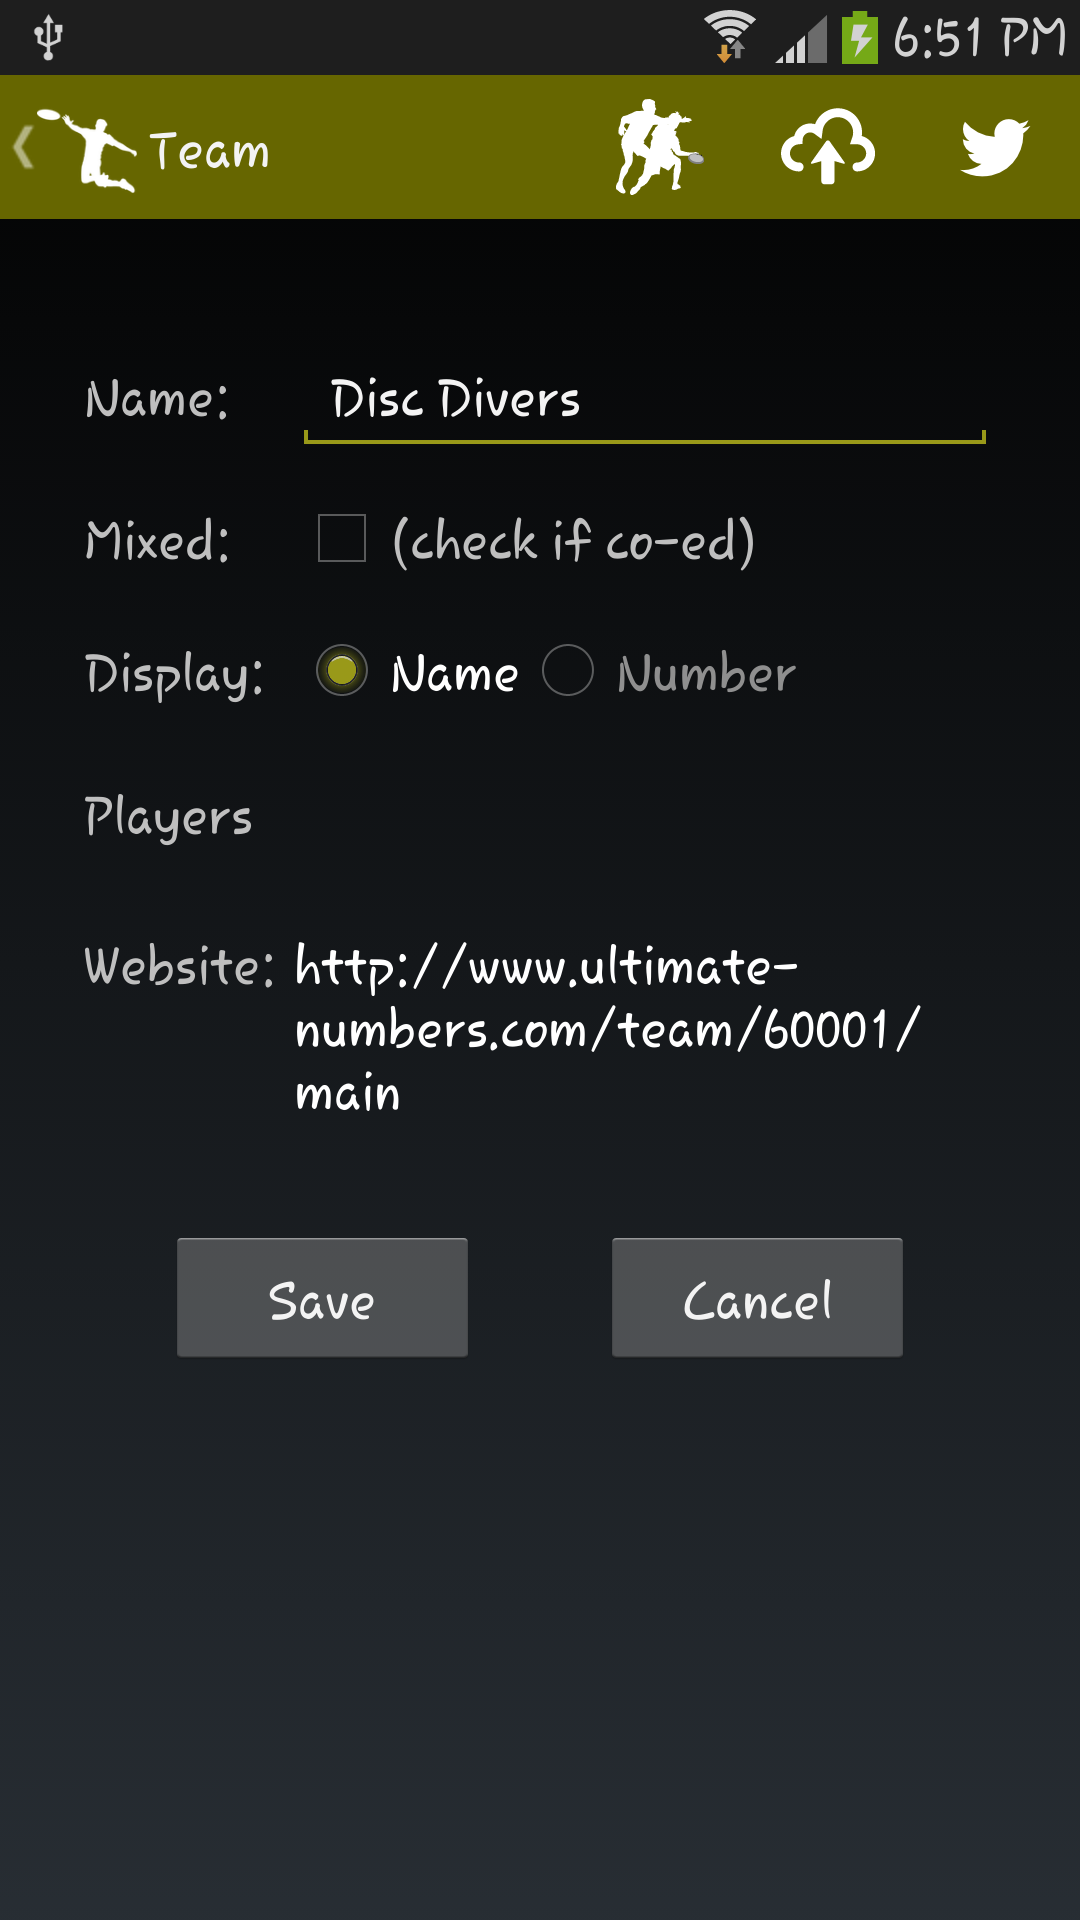 6:51 PM
Team
Name: Disc Divers
Mixed: (check if co-ed)
Display: Name Number
Players
Website: http://www.ultimate-
numbers.com/team/60001/
main
Save Cancel